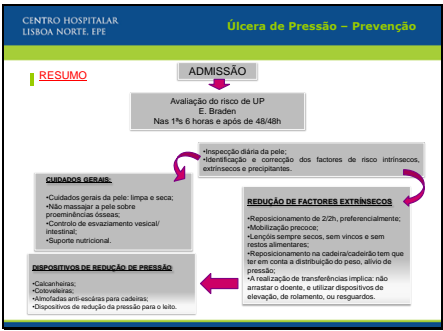 CENTRO HOSPITALAR
LISBOA NORTE, EPE
Úlcera de Pressão – Prevenção
RESUMO
ADMISSÃO
Avaliação do risco de UP
E. Braden
Nas 1ªs 6 horas e após de 48/48h
•Inspecção diária da pele;
•Identificação e correcção dos factores de risco intrínsecos,
extrínsecos e precipitantes.
CUIDADOS GERAIS:
•Cuidados gerais da pele: limpa e seca;
•Não massajar a pele sobre
proeminências ósseas;
•Controlo de esvaziamento vesical/
intestinal;
•Suporte nutricional.
REDUÇÃO DE FACTORES EXTRÍNSECOS
•Reposicionamento de 2/2h, preferencialmente;
•Mobilização precoce;
•Lençóis sempre secos, sem vincos e sem
restos alimentares;
•Reposicionamento na cadeira/cadeirão tem que
ter em conta a distribuição do peso, alívio de
pressão;
•A realização de transferências implica: não
arrastar o doente, e utilizar dispositivos de
elevação, de rolamento, ou resguardos.
DISPOSITIVOS DE REDUÇÃO DE PRESSÃO
•Calcanheiras;
•Cotoveleiras;
•Almofadas anti-escáras para cadeiras;
•Dispositivos de redução da pressão para o leito.